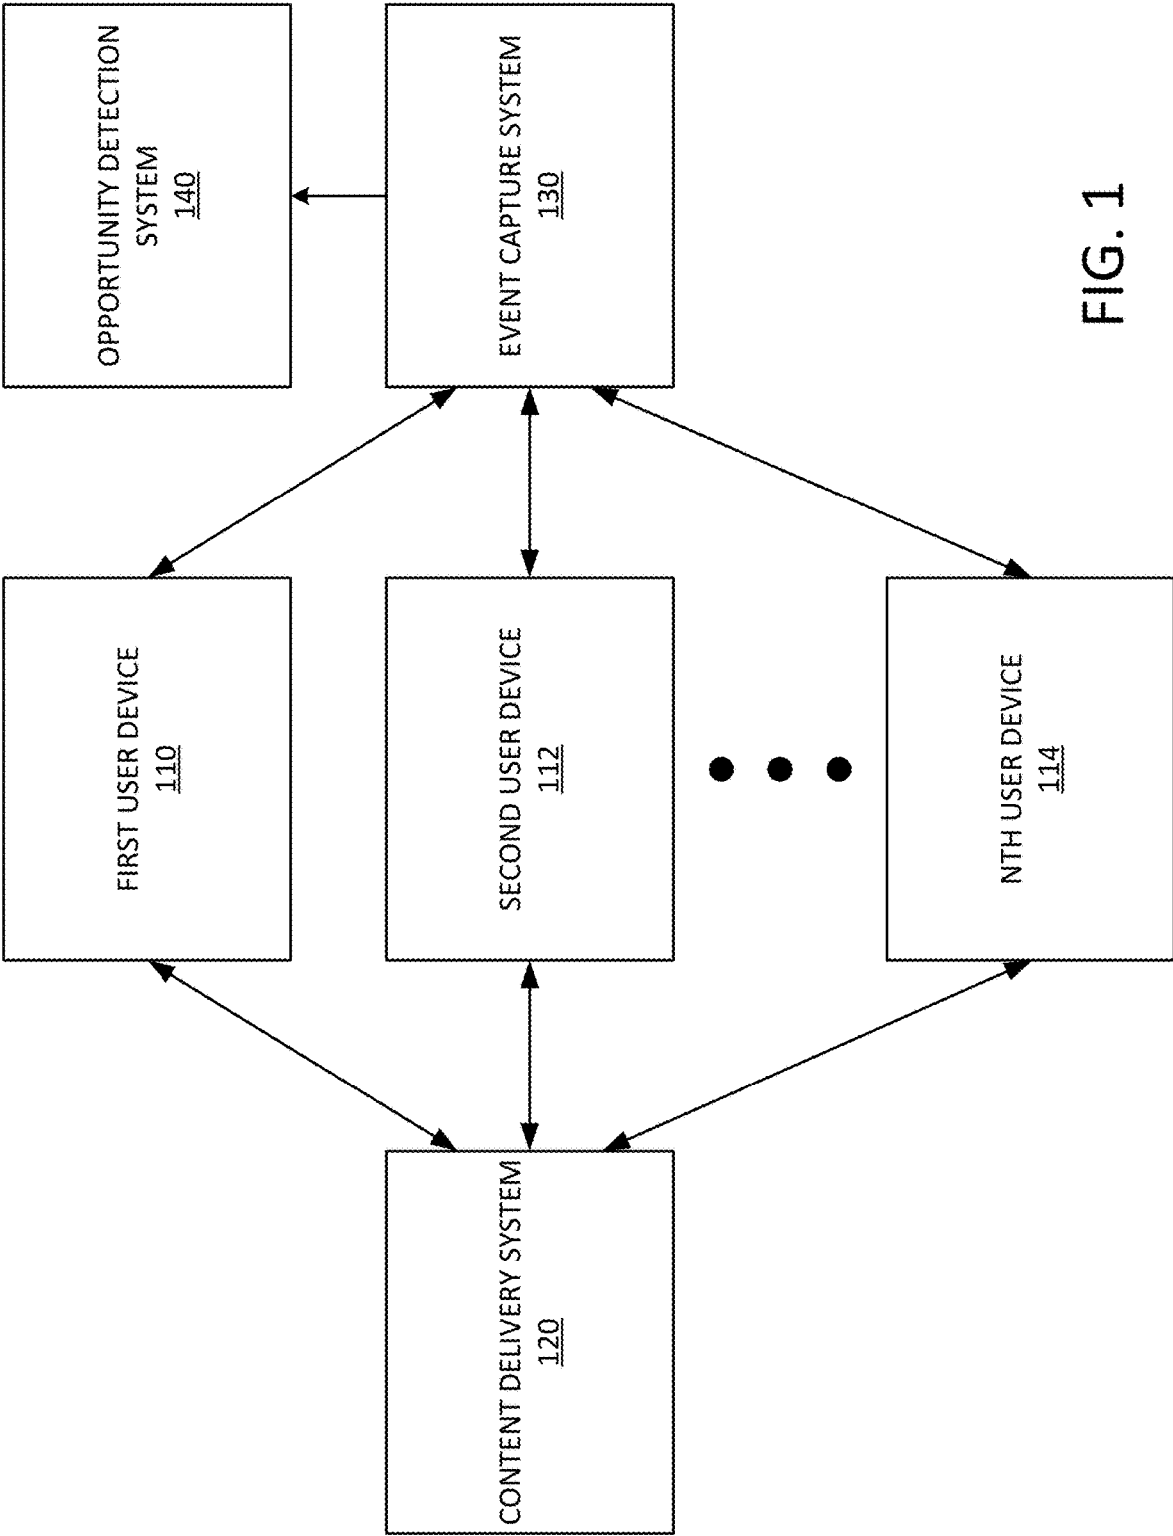 OPPORTUNITY DETECTION
SYSTEM
140
EVENT CAPTURE SYSTEM
130
FIRST USER DEVICE
110
SECOND USER DEVICE
112
NTH USER DEVICE
114
CONTENT DELIVERY SYSTEM
120
FIG. 1